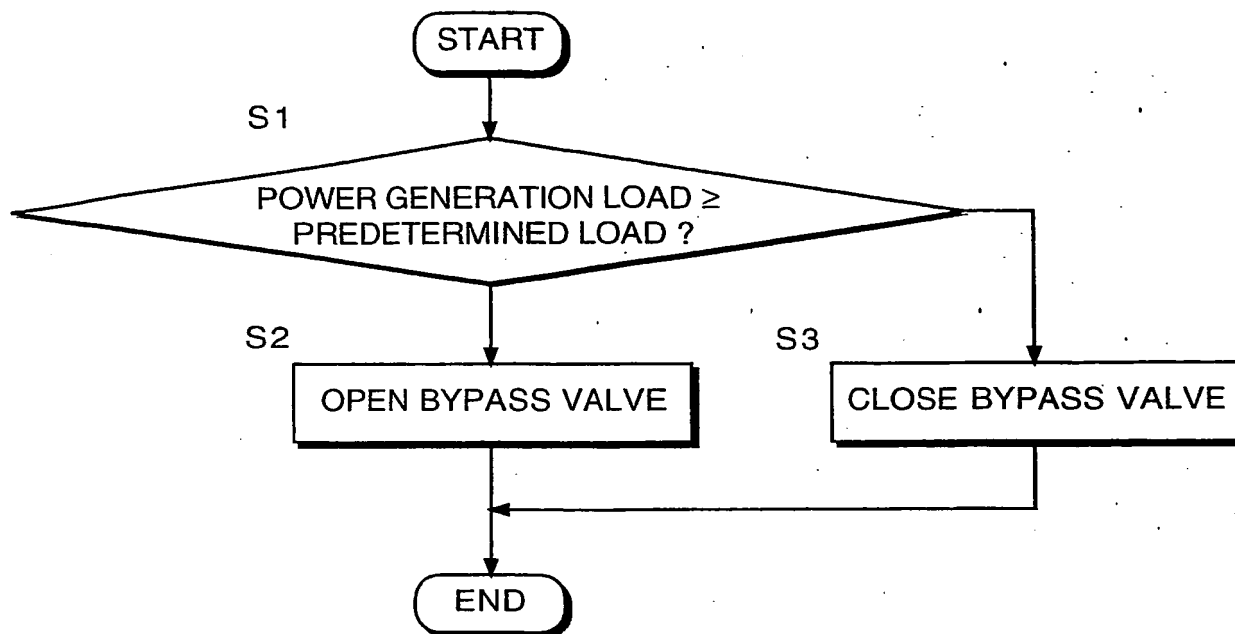 START
S1
POWER GENERATION LOAD ≥
PREDETERMINED LOAD ?
S2
S3
OPEN BYPASS VALVE
CLOSE BYPASS VALVE
END